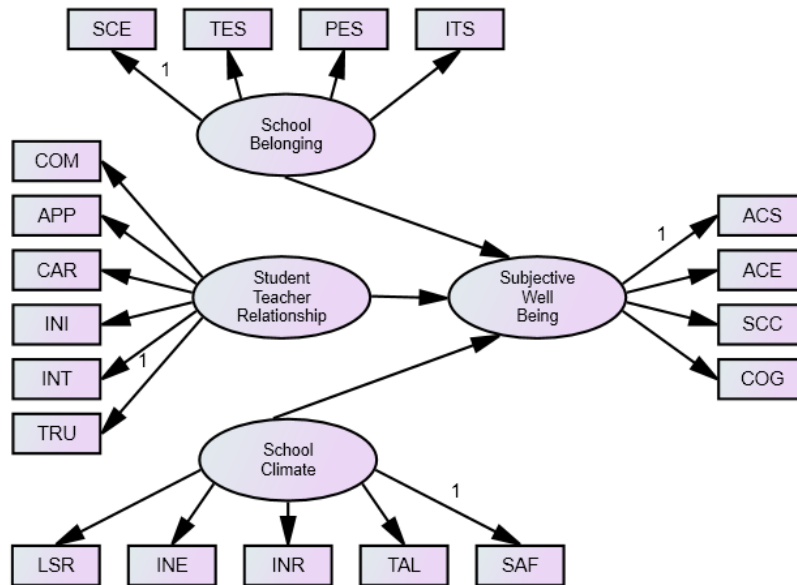 SCE
TES
PES
ITS
1
School
Belonging
COM
APP
CAR
INI
INT
TRU
1
Student
Teacher
Relationship
Subjective
Well
Being
1
ACS
ACE
SCC
COG
School
Climate
1
LSR
INE
INR
TAL
SAF